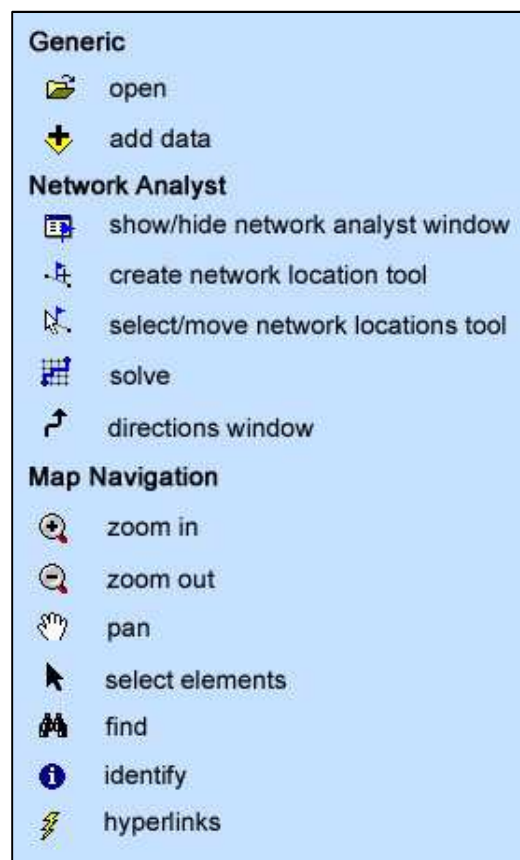 Generic
open
add data
Network Analyst
show/hide network analyst window
create network location tool
select/move network locations tool
solve
directions window
Map Navigation
zoom in
zoom out
pan
select elements
find
identify
hyperlinks